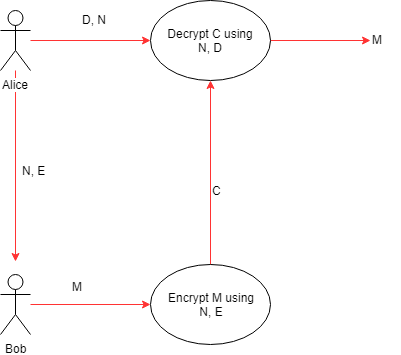 D, N
Decrypt C using
N, D
M
Alice
N, E
C
M
Encrypt M using
N, E
Bob